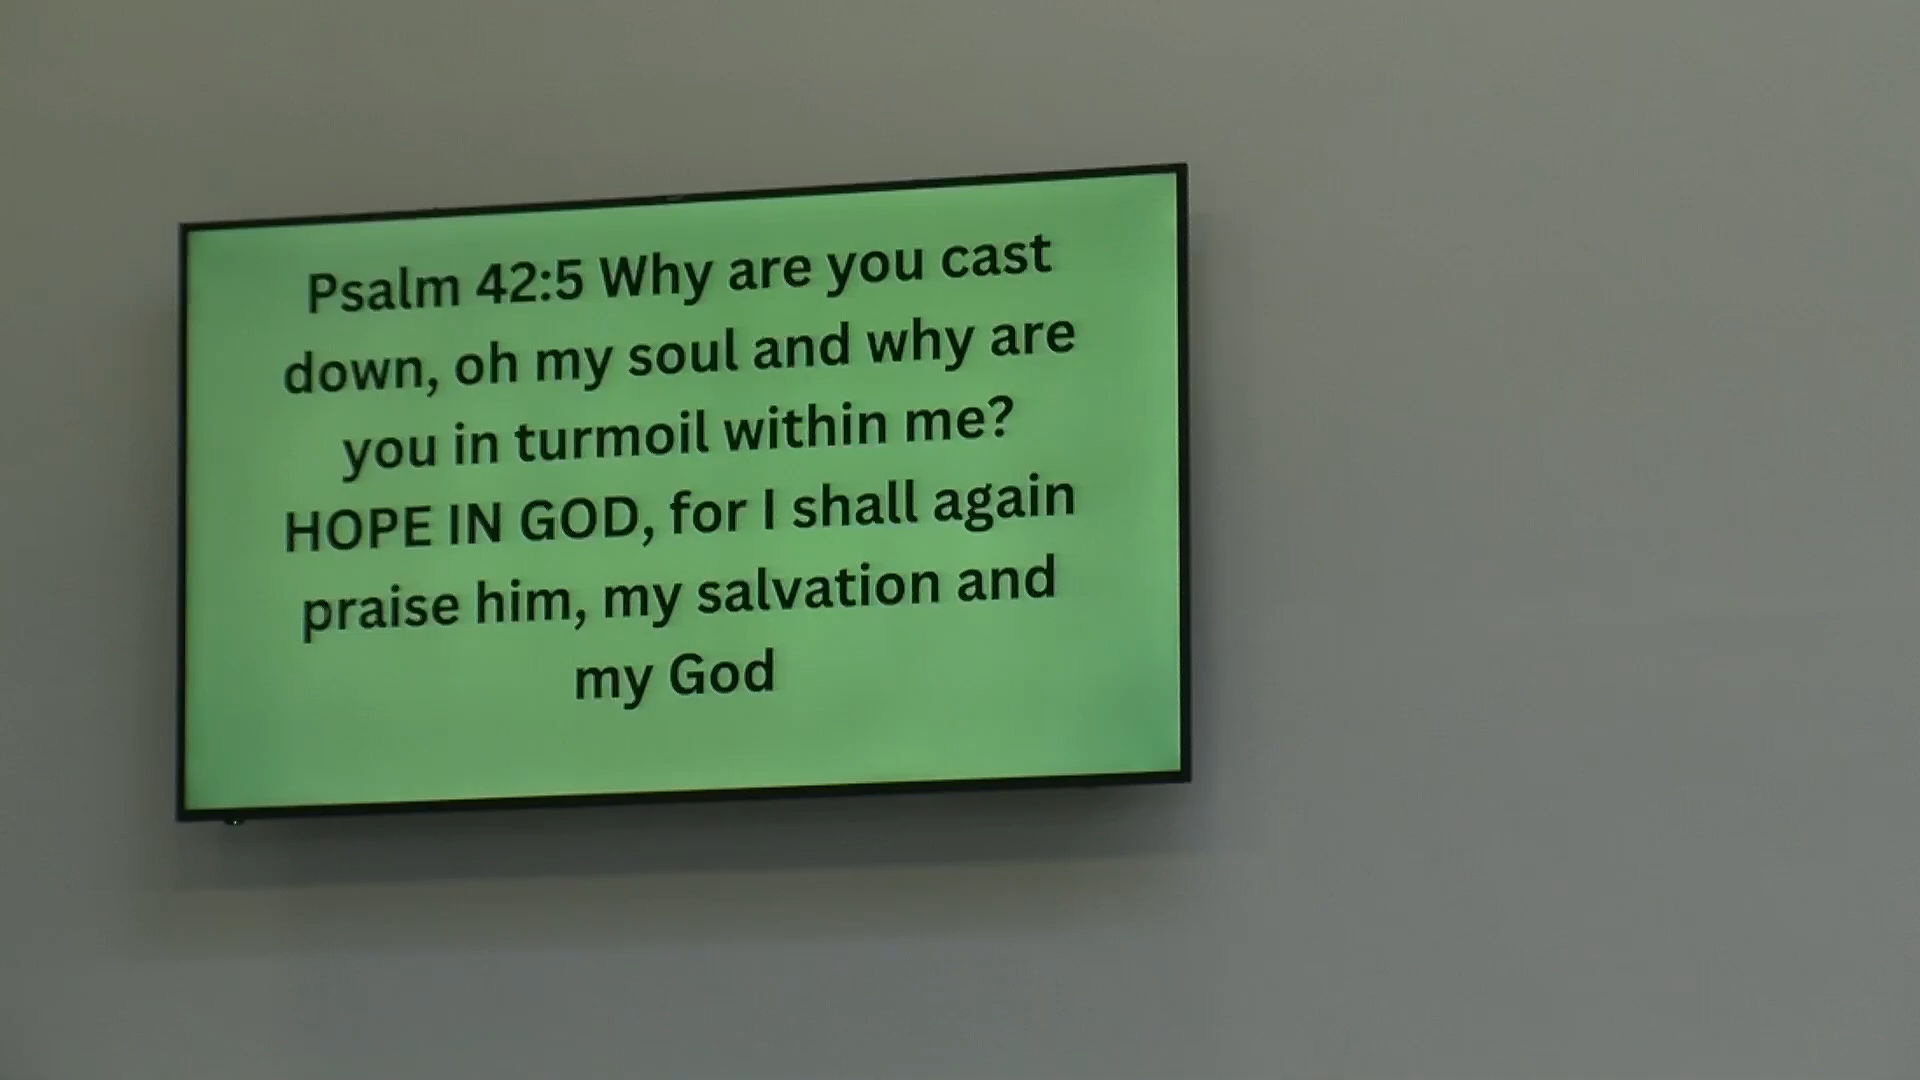 Psalm 42:5 Why are you cast
down, oh my soul and why are
you in turmoil within me?
HOPE IN GOD, for I shall again
praise him, my salvation and
my God